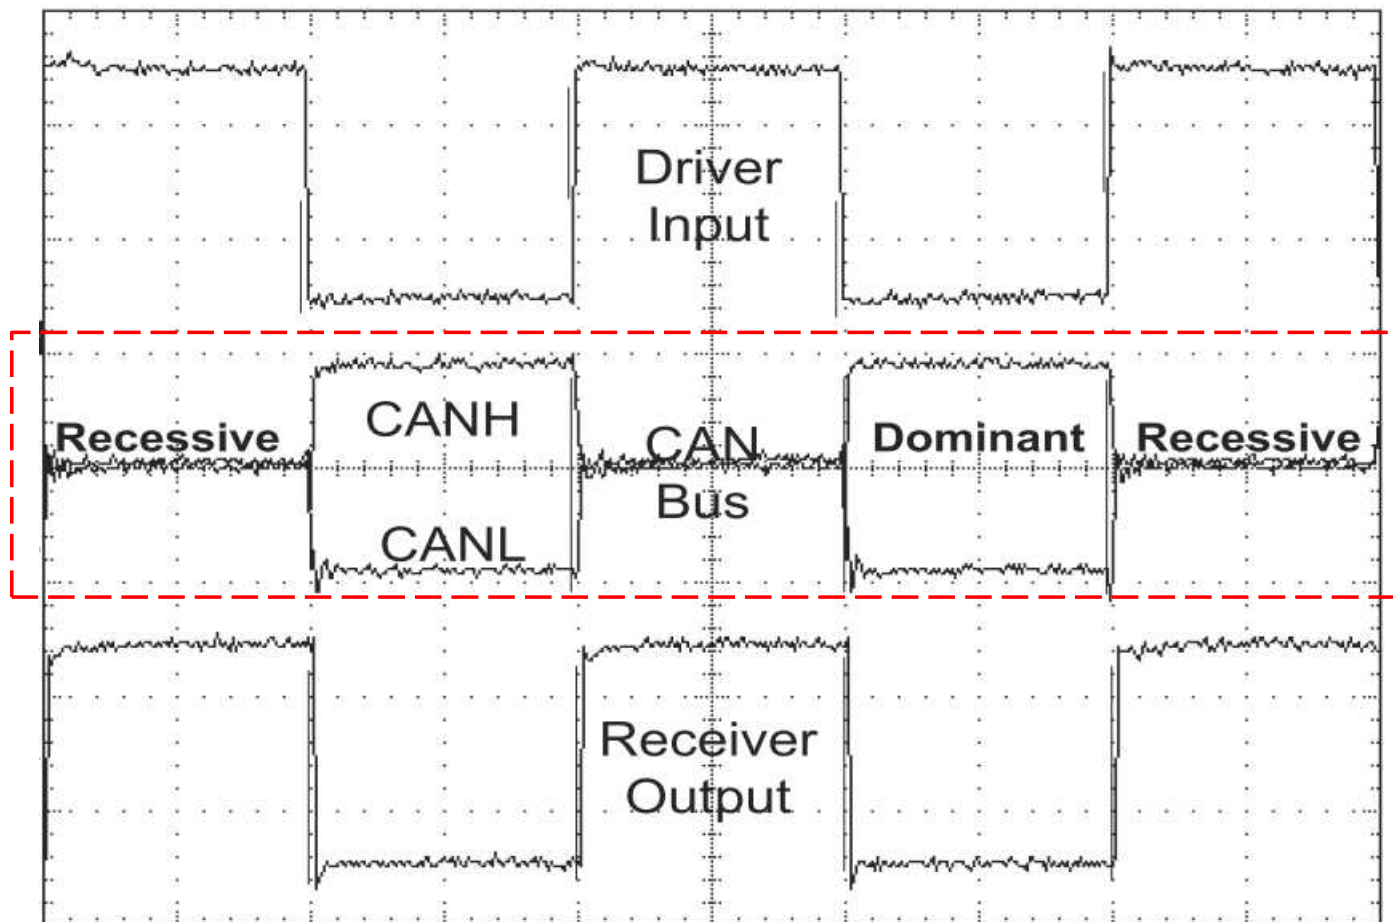 Driver
Input
Recessive
CANH
CAN
Bus
Dominant
Recessive
CANL
Receiver
Output